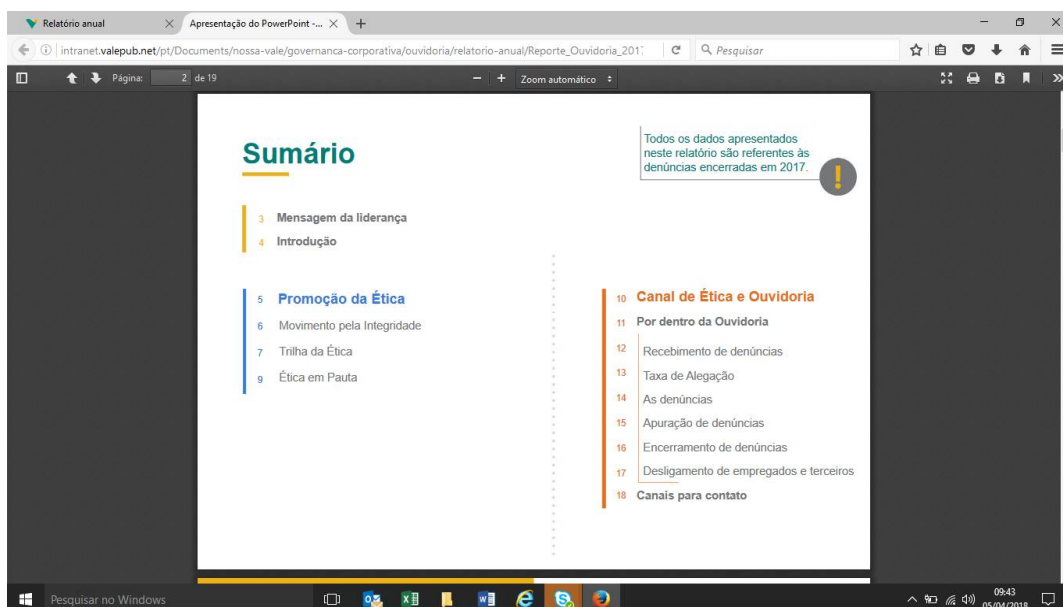 Relatório anual
Apresentação do PowerPoint -...
intranet.valepub.net/pt/Documents/nossa-vale/governanca-corporativa/ouvidoria/relatorio-anual/Reporte_Ouvidoria_201
Pesquisar
Página: 2 de 19
Zoom automático
Sumário
Todos os dados apresentados
neste relatório são referentes às
denúncias encerradas em 2017.
!
3 Mensagem da liderança
4 Introdução
5 Promoção da Ética
6 Movimento pela Integridade
7 Trilha da Ética
9 Ética em Pauta
10 Canal de Ética e Ouvidoria
11 Por dentro da Ouvidoria
12 Recebimento de denúncias
13 Taxa de Alegação
14 As denúncias
15 Apuração de denúncias
16 Encerramento de denúncias
17 Desligamento de empregados e terceiros
18 Canais para contato
Pesquisar no Windows
09:43
05/04/2018